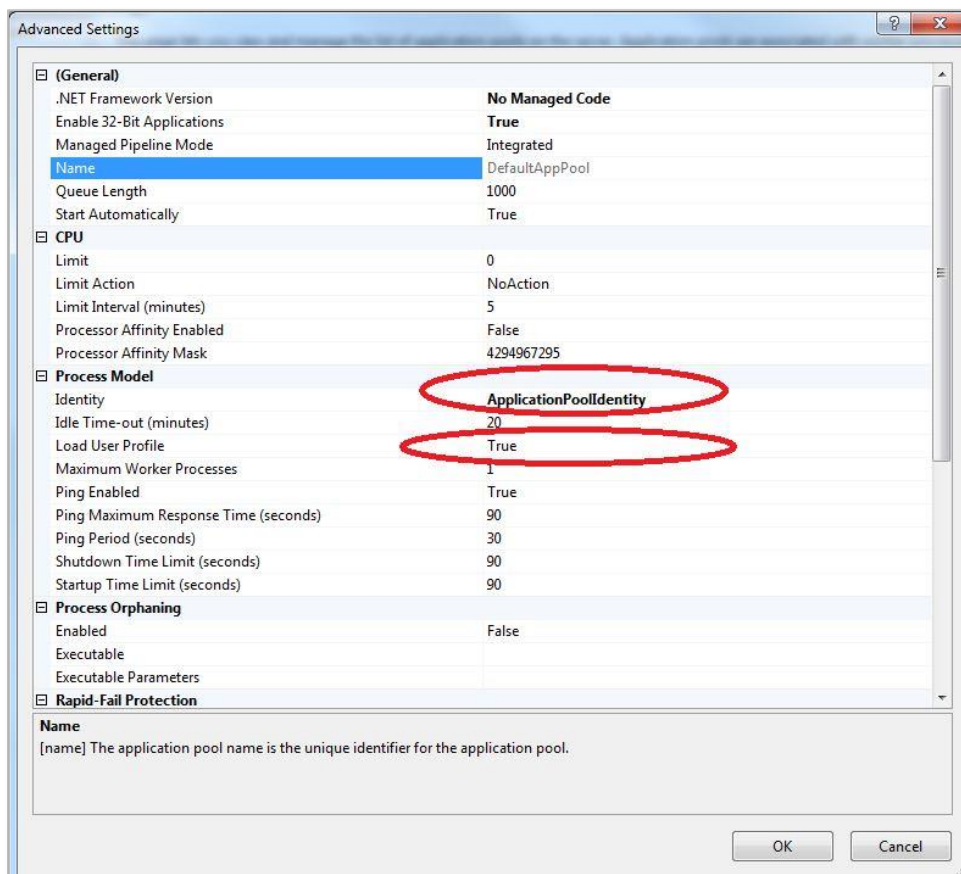 Advanced Settings
(General)
.NET Framework Version No Managed Code
Enable 32-Bit Applications True
Managed Pipeline Mode Integrated
Name DefaultAppPool
Queue Length 1000
Start Automatically True
CPU
Limit 0
Limit Action NoAction
Limit Interval (minutes) 5
Processor Affinity Enabled False
Processor Affinity Mask 4294967295
Process Model
Identity ApplicationPoolIdentity
Idle Time-out (minutes) 20
Load User Profile True
Maximum Worker Processes 1
Ping Enabled True
Ping Maximum Response Time (seconds) 90
Ping Period (seconds) 30
Shutdown Time Limit (seconds) 90
Startup Time Limit (seconds) 90
Process Orphaning
Enabled False
Executable
Executable Parameters
Rapid-Fail Protection
Name
[name] The application pool name is the unique identifier for the application pool.
OK Cancel